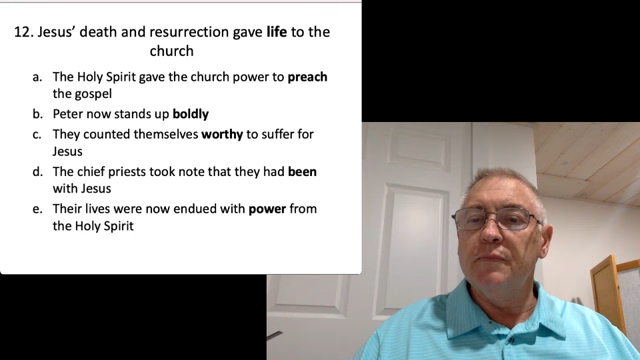 12. Jesus’ death and resurrection gave life to the
church
a. The Holy Spirit gave the church power to preach
the gospel
b. Peter now stands up boldly
c. They counted themselves worthy to suffer for
Jesus
d. The chief priests took note that they had been
with Jesus
e. Their lives were now endued with power from
the Holy Spirit